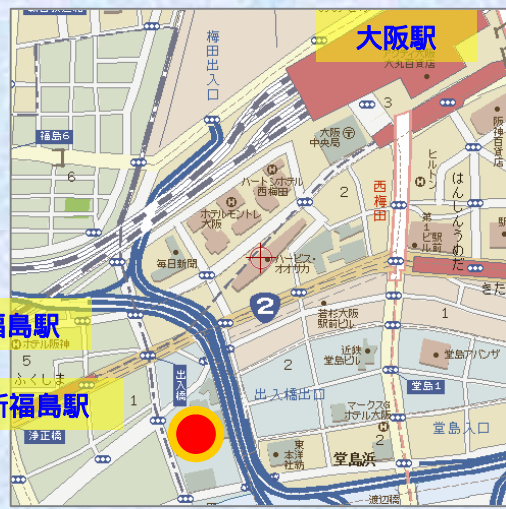 大阪駅
梅田出入口
大丸百貨店
3
大阪
中央局
阪神百貨店
福島6
6
ハートンホテル
西梅田
2
西梅田
ヒルトン
はんしんうめだ
ホテルモントレ
大阪
第1
ビ駅
前
毎日新聞
ハービス・
オオサカ
きた
2
若杉大阪
駅前ビル
1
福島駅
ホテル阪神
5
ふくしま
近鉄
堂島ビル
堂島アバンザ
2
出入橋
出入橋出口
堂島1
新福島駅
1
マークスG
ホテル大阪
堂島入口
浄正橋
2
東洋紡
本社
堂島浜
渡辺橋